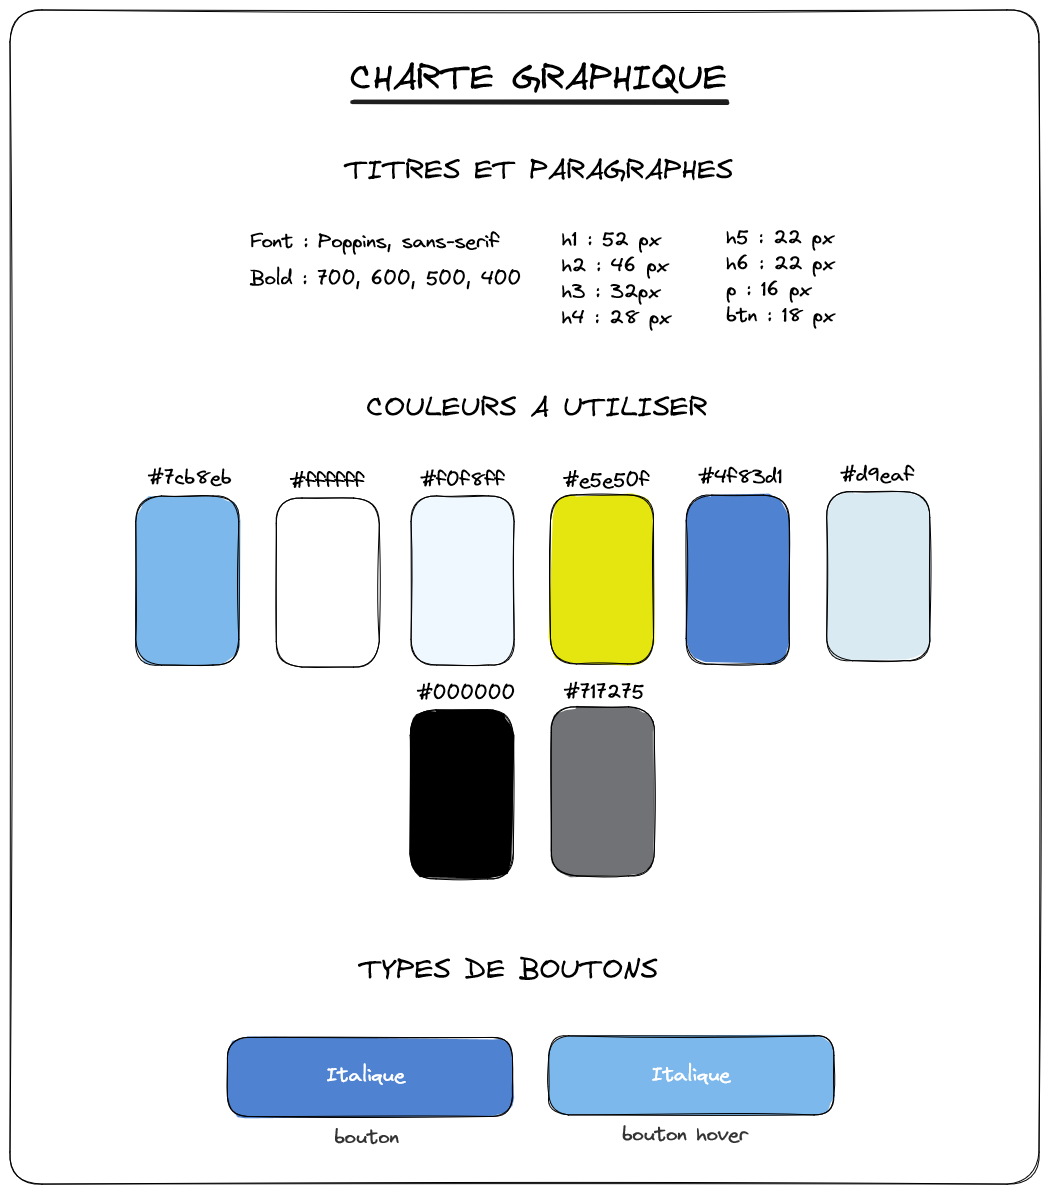 CHARTE GRAPHIQUE
TITRES ET PARAGRAPHES
Font : Poppins, sans-serif
Bold : 700, 600, 500, 400
h1 : 52 px
h2 : 46 px
h3 : 32px
h4 : 28 px
h5 : 22 px
h6 : 22 px
p : 16 px
btn : 18 px
COULEURS A UTILISER
#7cb8eb
#ffffff
#f0f8ff
#e5e50f
#4f83d1
#d9eaf
#000000
#717275
TYPES DE BOUTONS
Italique
Italique
bouton
bouton hover